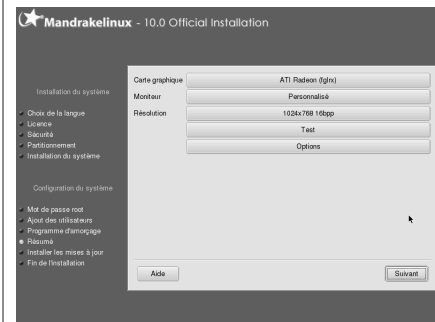 Mandrakelinux - 10.0 Official Installation
Installation du système
Choix de la langue
Licence
Sécurité
Partitionnement
Installation du système
Configuration du système
Mot de passe root
Ajout des utilisateurs
Programme d'amorçage
Résumé
Installer les mises à jour
Fin de l'installation
Carte graphique ATI Radeon (fglrx)
Moniteur Personnalisé
Résolution 1024x768 16bpp
Test
Options
Aide Suivant